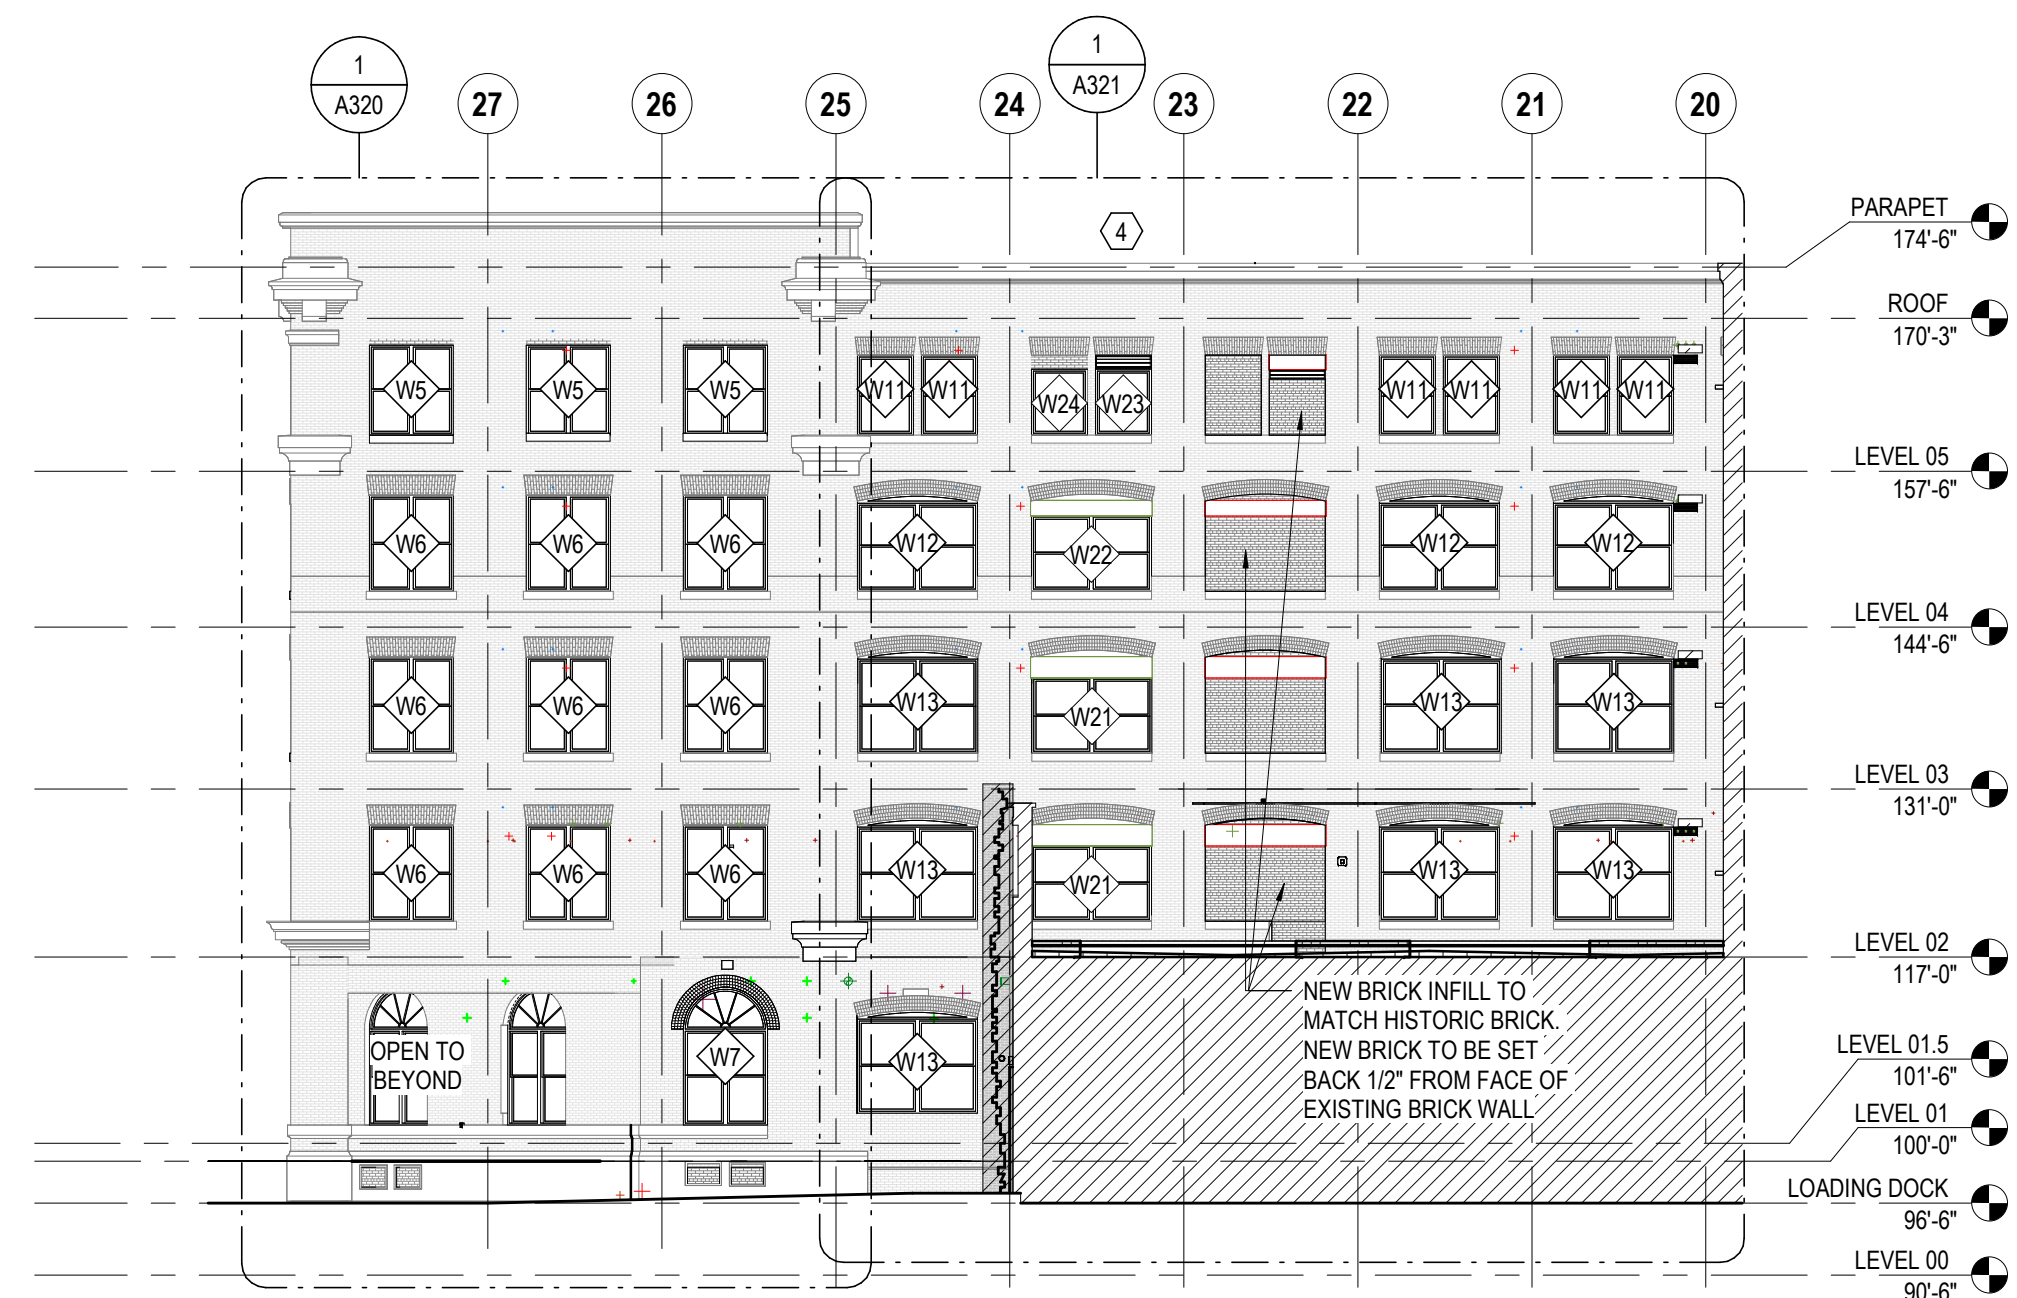 1
A320
1
A321
27
26
25
24
23
22
21
20
4
PARAPET
174'-6"
ROOF
170'-3"
W5
W5
W5
W11
W11
W24
W23
W11
W11
W11
W11
LEVEL 05
157'-6"
W6
W6
W6
W12
W22
W12
W12
LEVEL 04
144'-6"
W6
W6
W6
W13
W21
W13
W13
LEVEL 03
131'-0"
W6
W6
W6
W13
W21
W13
W13
LEVEL 02
117'-0"
NEW BRICK INFILL TO
MATCH HISTORIC BRICK.
NEW BRICK TO BE SET
BACK 1/2" FROM FACE OF
EXISTING BRICK WALL
OPEN TO
BEYOND
W7
W13
LEVEL 01.5
101'-6"
LEVEL 01
100'-0"
LOADING DOCK
96'-6"
LEVEL 00
90'-6"